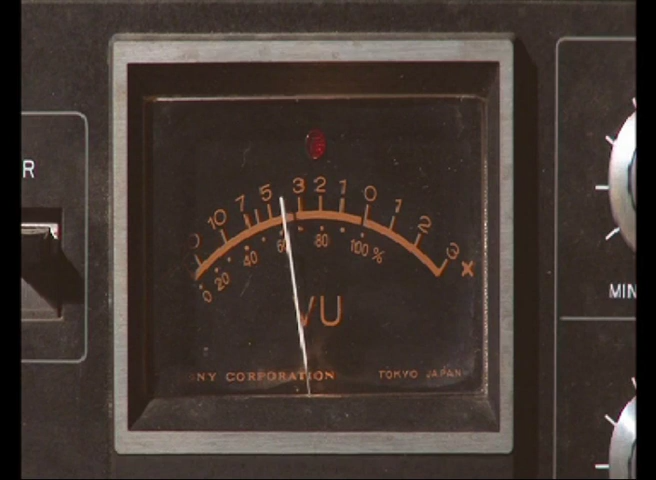 R
10 7 5 3 2 1 0 1 2 3
0 20 40 60 80 100 %
VU
NY CORPORATION TOKYO JAPAN
MIN